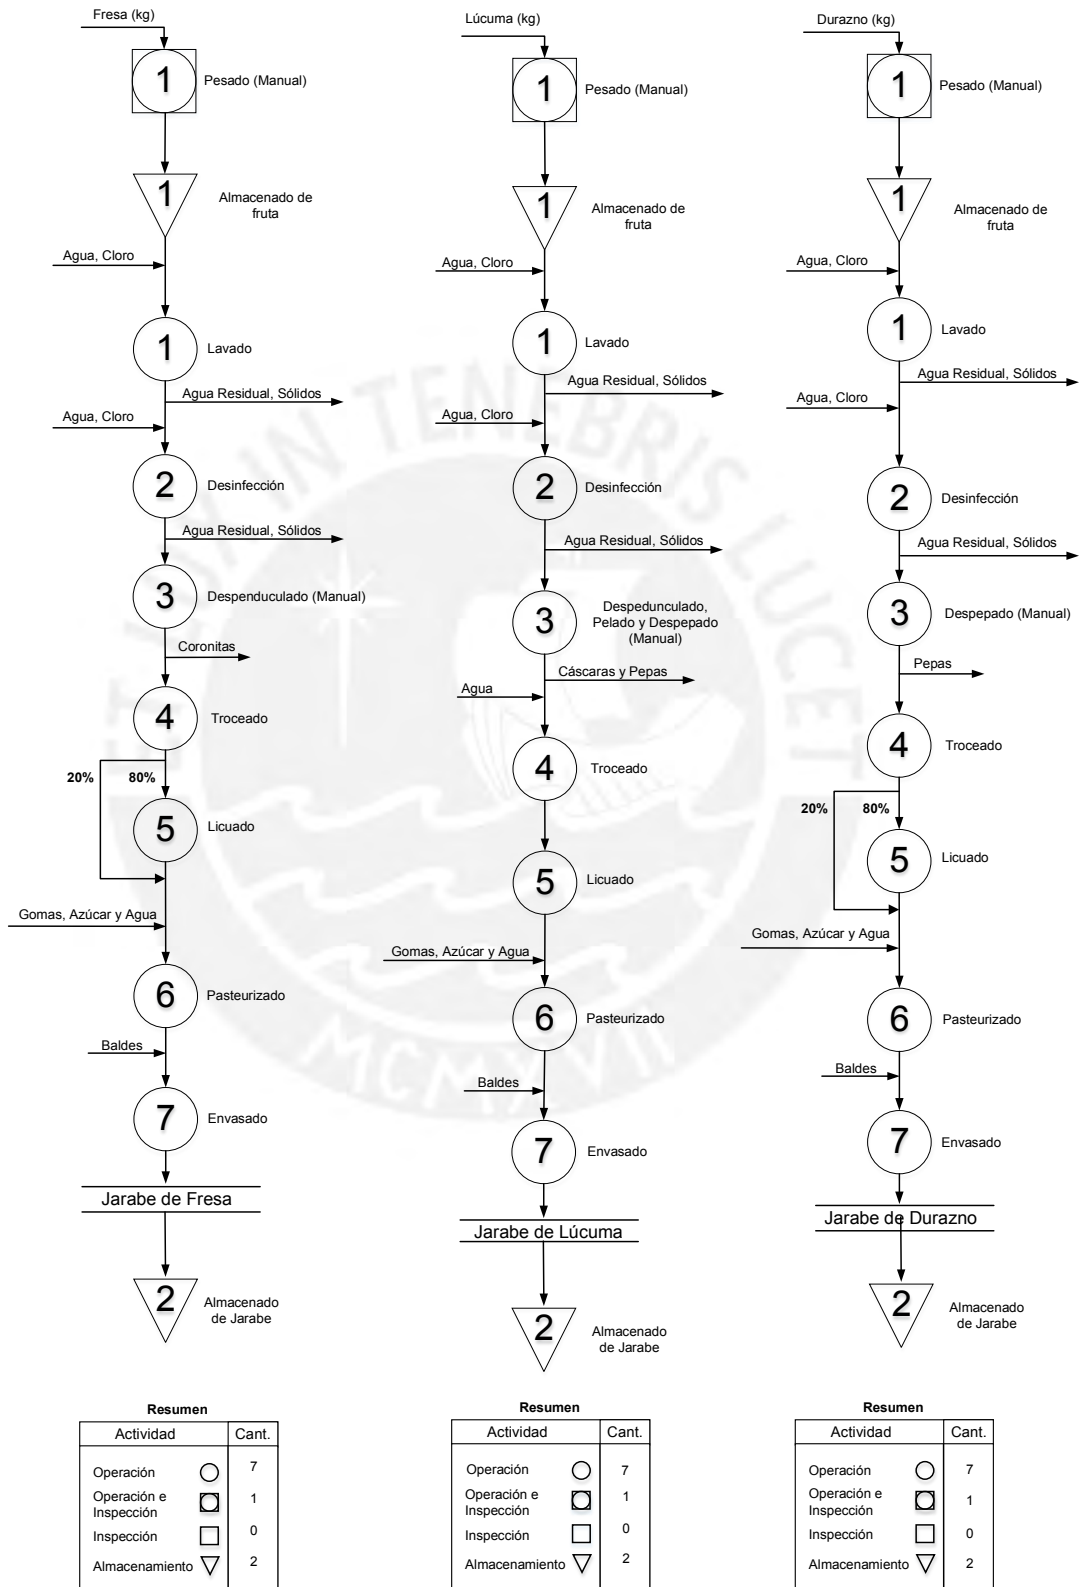 Fresa (kg)
1
Pesado (Manual)
1
Almacenado de
fruta
Agua, Cloro
1
Lavado
Agua Residual, Sólidos
Agua, Cloro
2
Desinfección
Agua Residual, Sólidos
3
Despenduculado (Manual)
Coronitas
4
Troceado
20%
80%
5
Licuado
Gomas, Azúcar y Agua
6
Pasteurizado
Baldes
7
Envasado
Jarabe de Fresa
2
Almacenado
de Jarabe
Resumen
Actividad Cant.
Operación 7
Operación e
Inspección 1
Inspección 0
Almacenamiento 2
Lúcuma (kg)
1
Pesado (Manual)
1
Almacenado de
fruta
Agua, Cloro
1
Lavado
Agua Residual, Sólidos
Agua, Cloro
2
Desinfección
Agua Residual, Sólidos
3
Despedunculado,
Pelado y Despepado
(Manual)
Cáscaras y Pepas
Agua
4
Troceado
5
Licuado
Gomas, Azúcar y Agua
6
Pasteurizado
Baldes
7
Envasado
Jarabe de Lúcuma
2
Almacenado
de Jarabe
Resumen
Actividad Cant.
Operación 7
Operación e
Inspección 1
Inspección 0
Almacenamiento 2
Durazno (kg)
1
Pesado (Manual)
1
Almacenado de
fruta
Agua, Cloro
1
Lavado
Agua Residual, Sólidos
Agua, Cloro
2
Desinfección
Agua Residual, Sólidos
3
Despepado (Manual)
Pepas
4
Troceado
20%
80%
5
Licuado
Gomas, Azúcar y Agua
6
Pasteurizado
Baldes
7
Envasado
Jarabe de Durazno
2
Almacenado
de Jarabe
Resumen
Actividad Cant.
Operación 7
Operación e
Inspección 1
Inspección 0
Almacenamiento 2
ET LUX IN TENEBRIS LUCET
MCMXVII